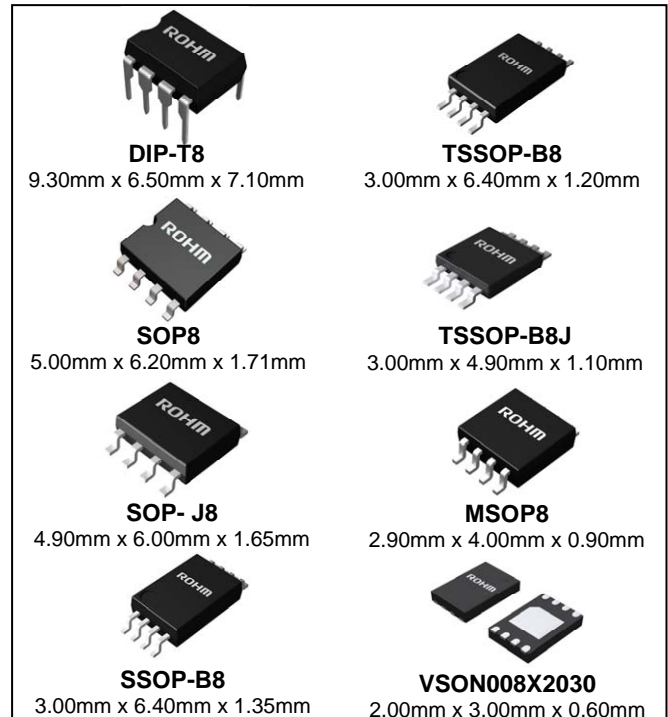 ROHM
DIP-T8
9.30mm x 6.50mm x 7.10mm
ROHM
TSSOP-B8
3.00mm x 6.40mm x 1.20mm
ROHM
SOP8
5.00mm x 6.20mm x 1.71mm
ROHM
TSSOP-B8J
3.00mm x 4.90mm x 1.10mm
ROHM
SOP- J8
4.90mm x 6.00mm x 1.65mm
ROHM
MSOP8
2.90mm x 4.00mm x 0.90mm
ROHM
SSOP-B8
3.00mm x 6.40mm x 1.35mm
ROHM
VSON008X2030
2.00mm x 3.00mm x 0.60mm